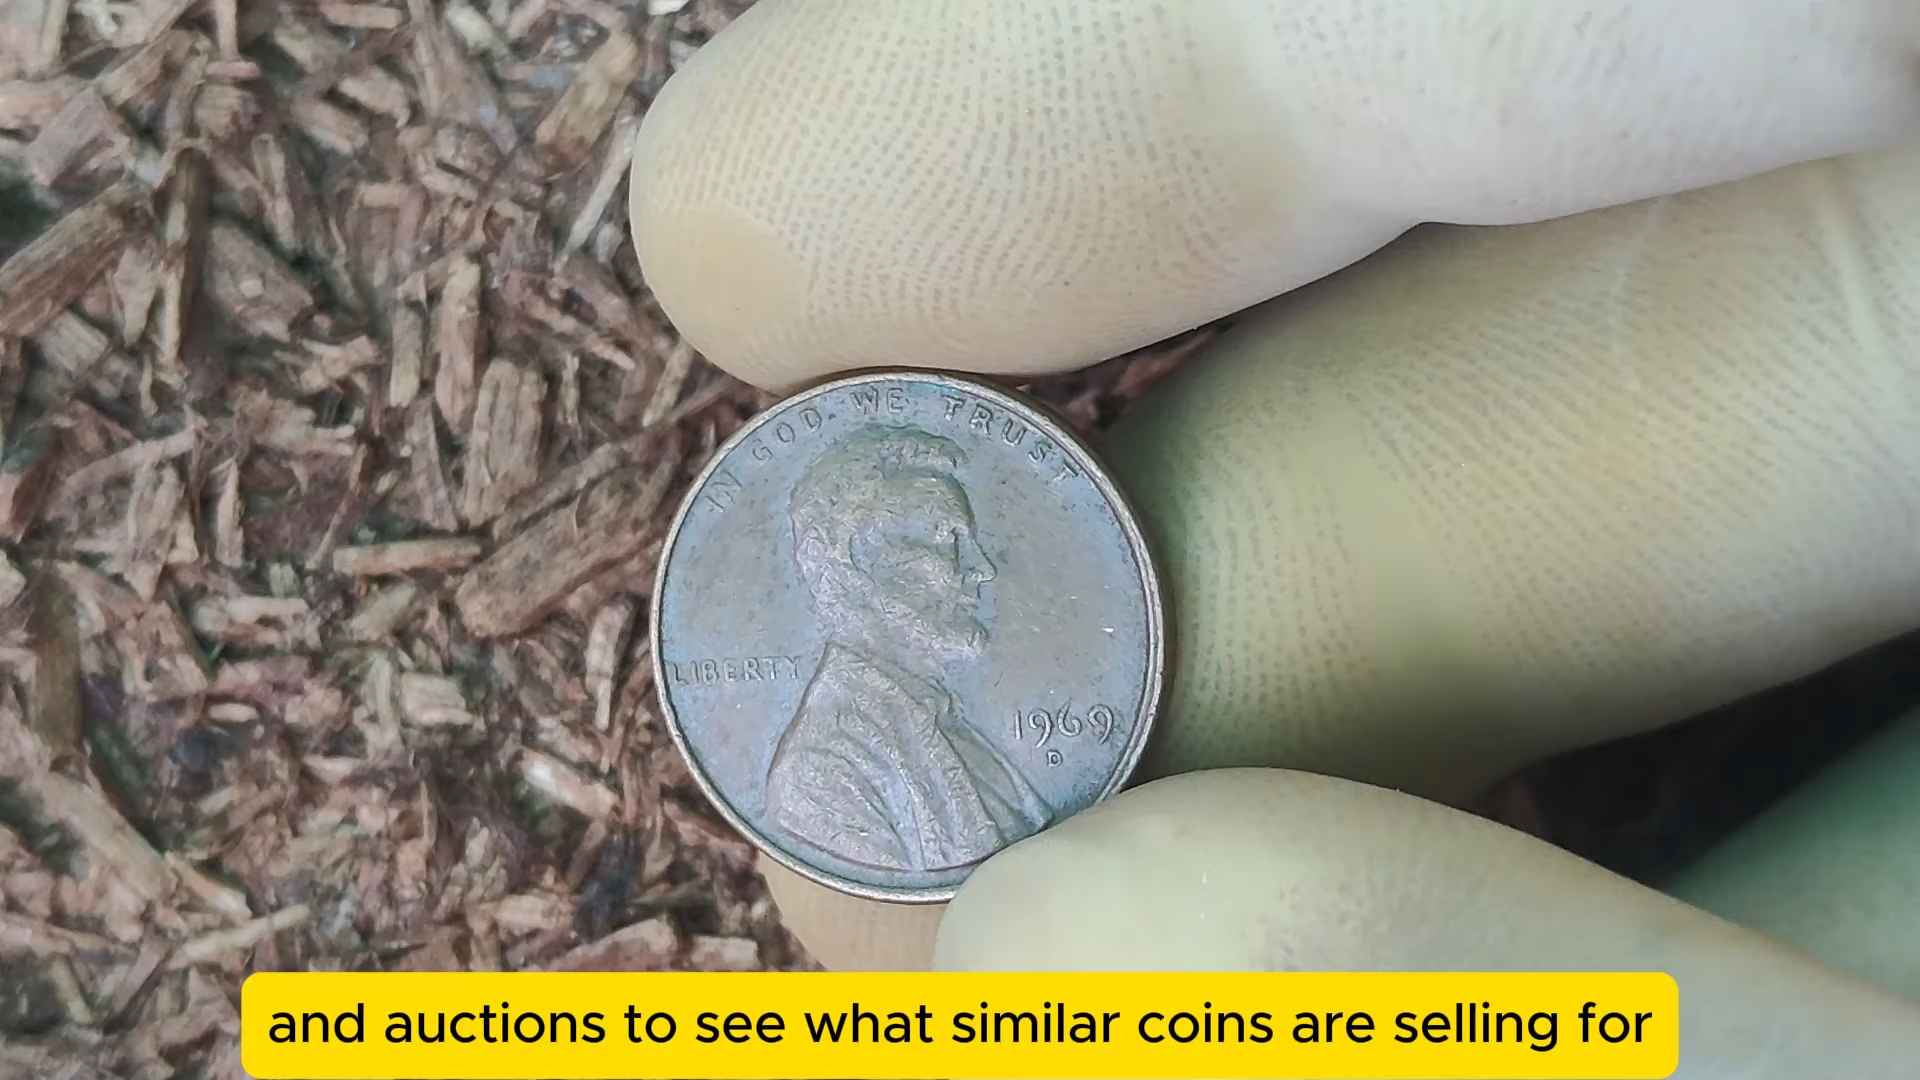 IN GOD WE TRUST
LIBERTY
1969
D
and auctions to see what similar coins are selling for